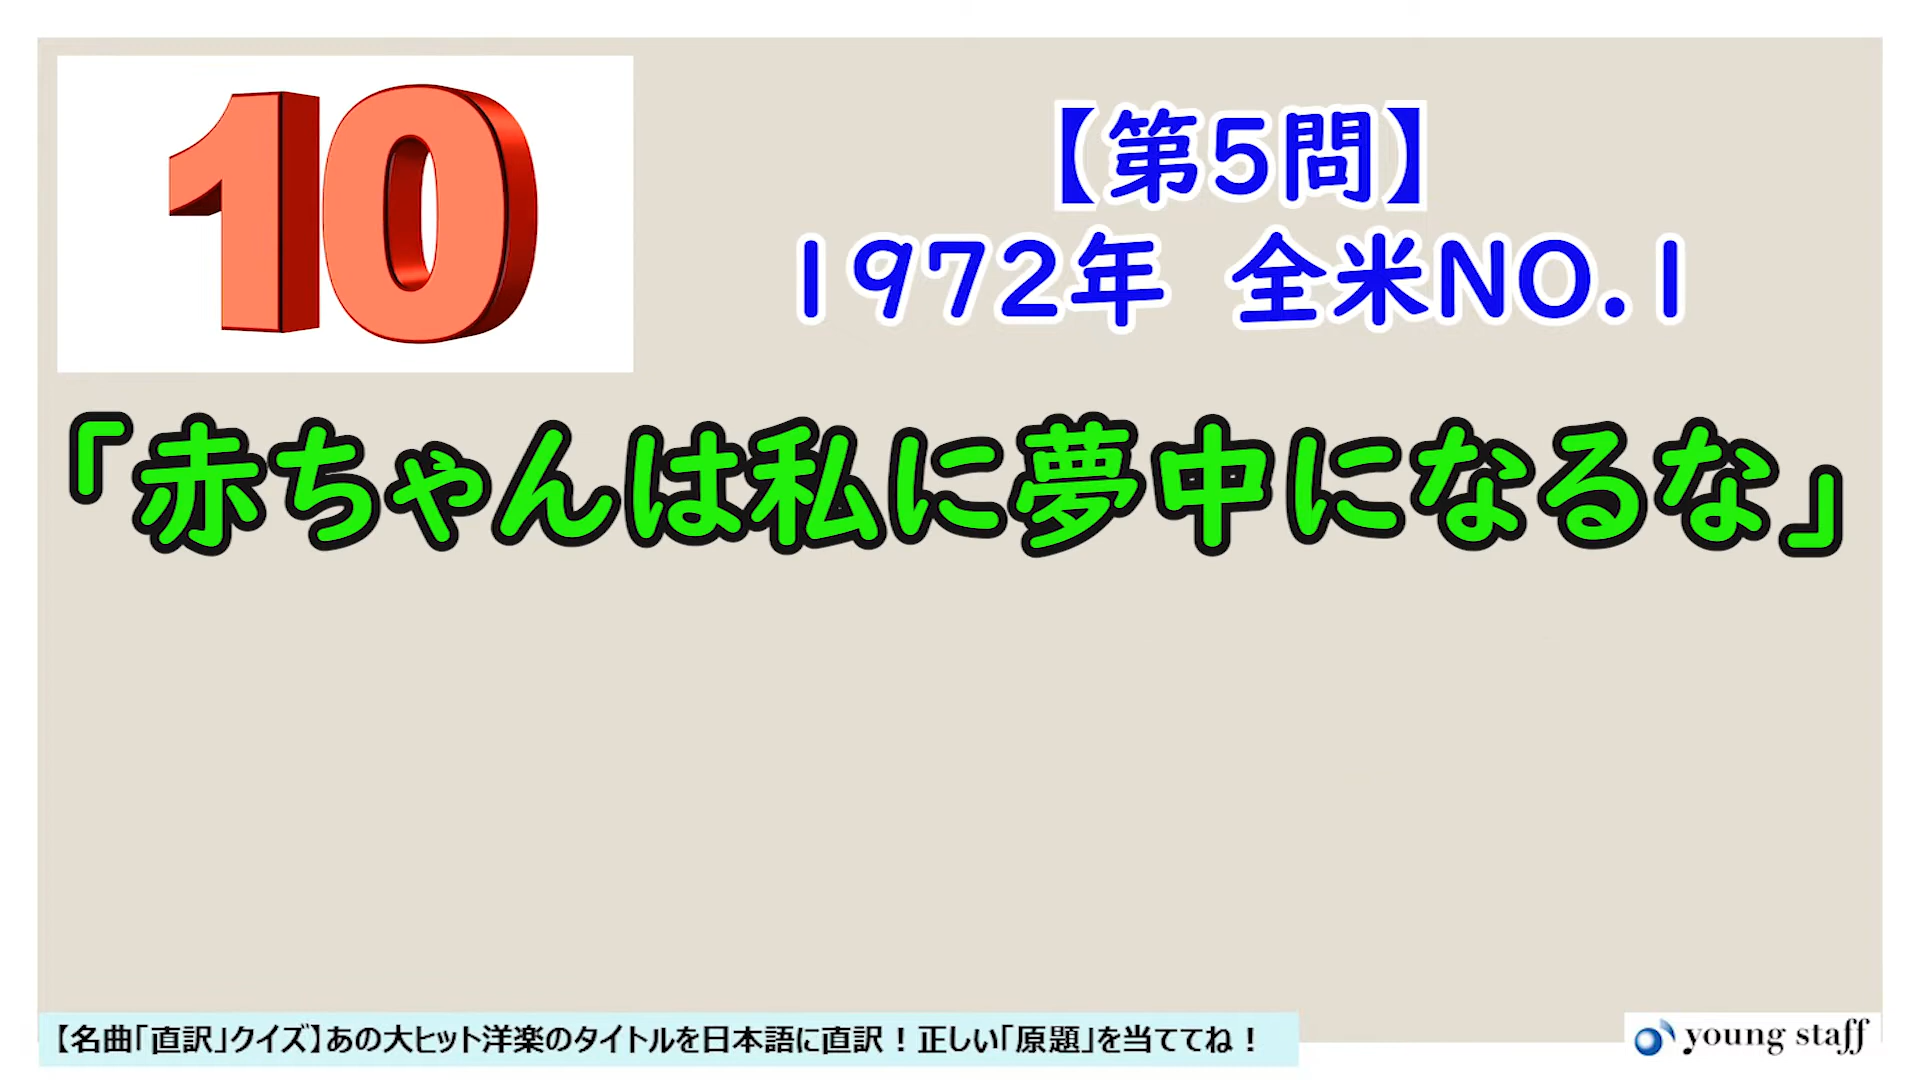 10
【第5問】
1972年 全米NO.1
「赤ちゃんは私に夢中になるな」
【名曲「直訳」クイズ】あの大ヒット洋楽のタイトルを日本語に直訳！正しい「原題」を当ててね！
young staff